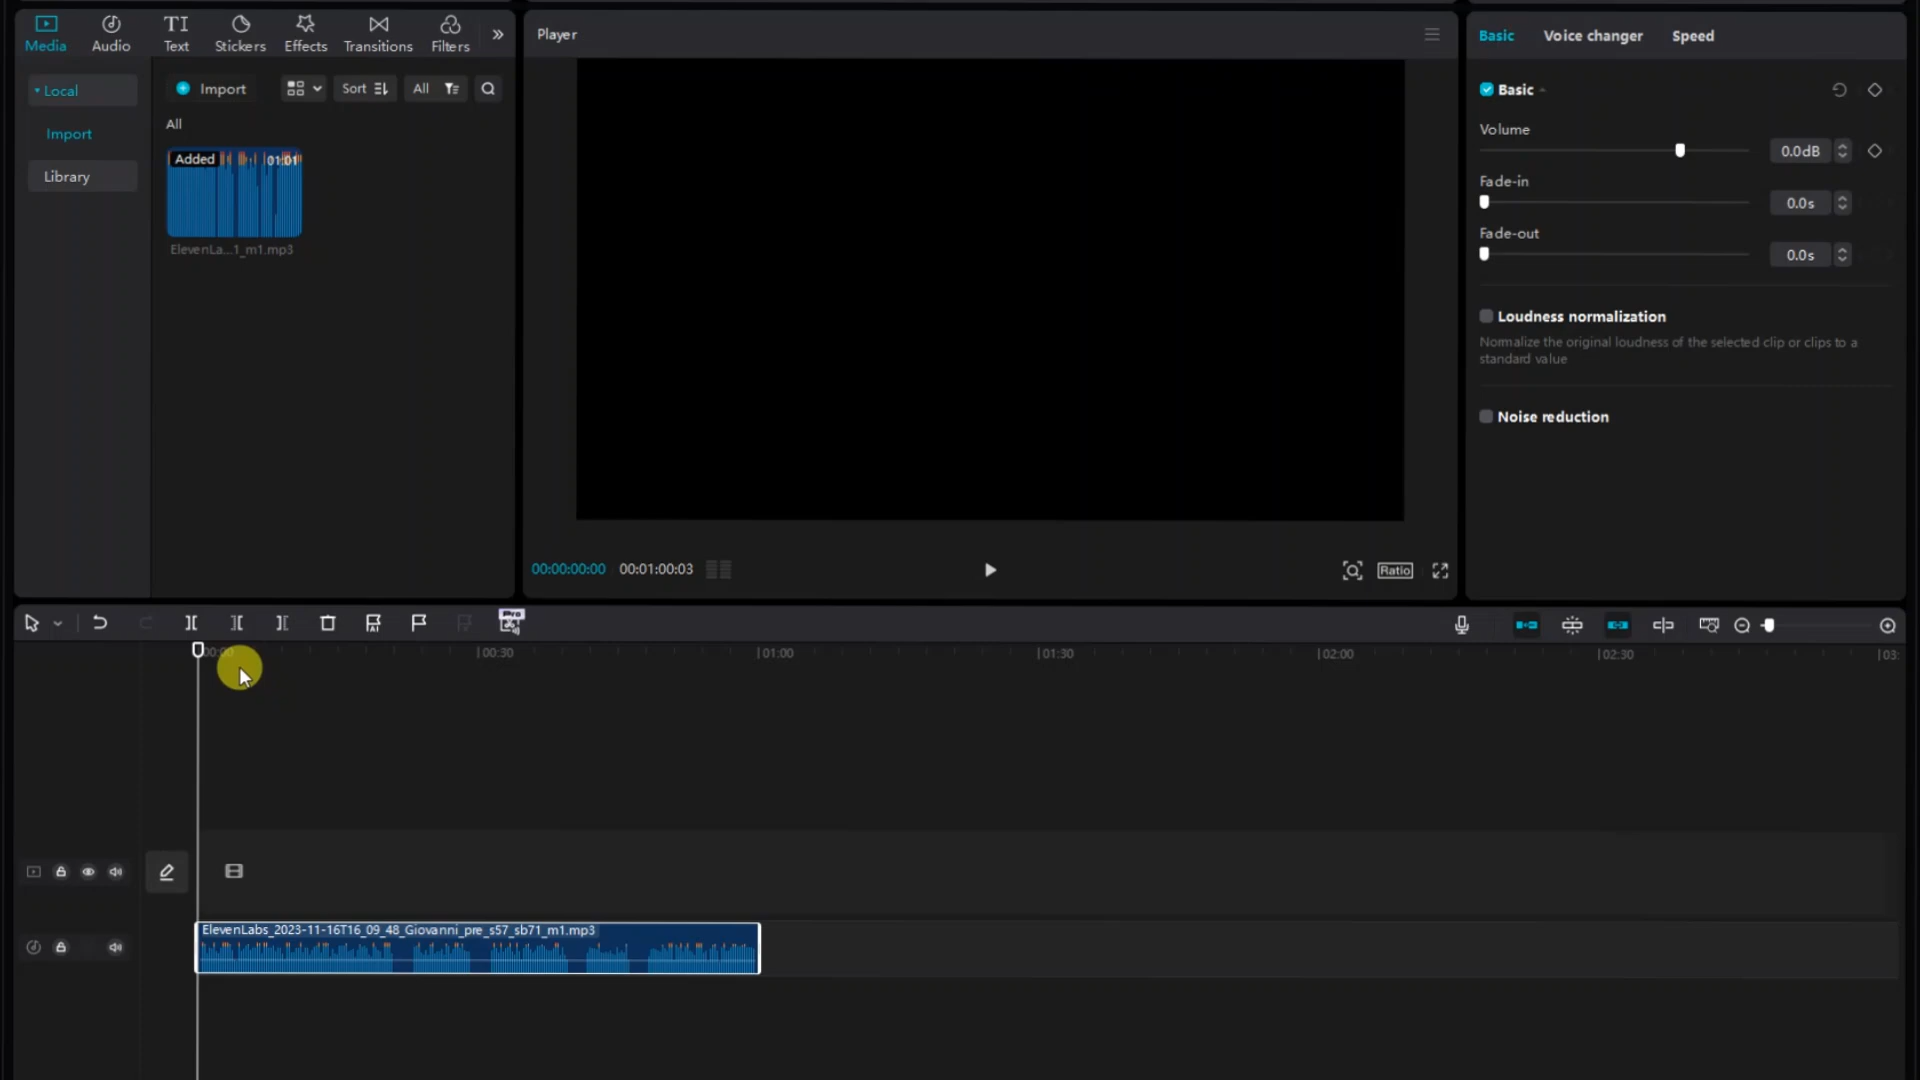 Media
Audio
Text
Stickers
Effects
Transitions
Filters
Local
Import
Library
Import
Sort
All
All
Added
01:01
ElevenLa...1_m1.mp3
Player
00:00:00:00
00:01:00:03
Ratio
Basic
Voice changer
Speed
Basic
Volume
0.0dB
Fade-in
0.0s
Fade-out
0.0s
Loudness normalization
Normalize the original loudness of the selected clip or clips to a
standard value
Noise reduction
Pro
00:00
00:30
01:00
01:30
02:00
02:30
03:
ElevenLabs_2023-11-16T16_09_48_Giovanni_pre_s57_sb71_m1.mp3